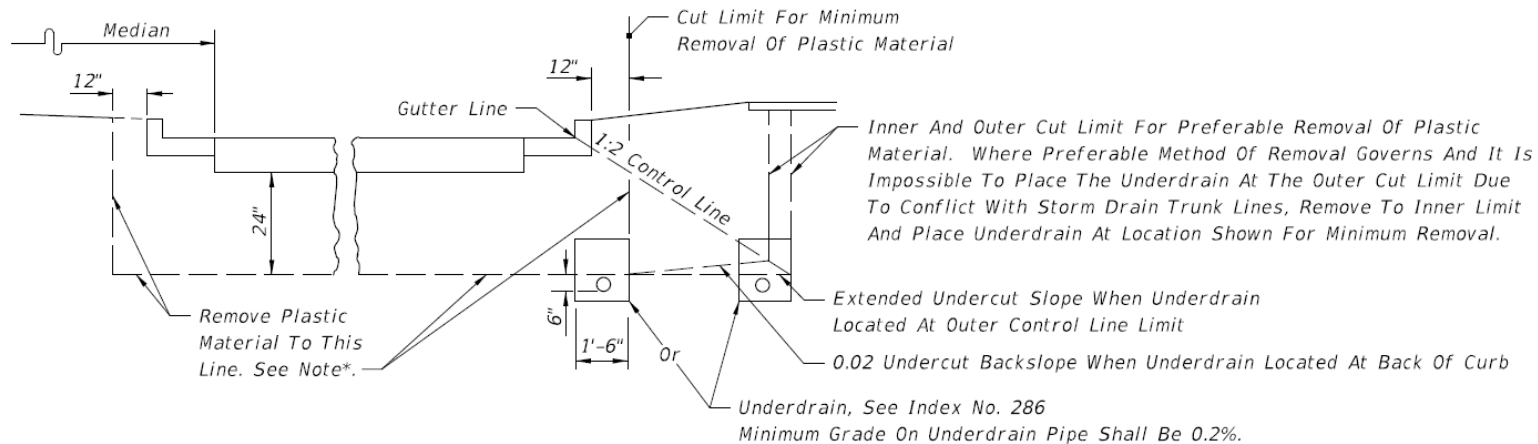 Median
Cut Limit For Minimum
Removal Of Plastic Material
12"
12"
Gutter Line
1:2 Control Line
Inner And Outer Cut Limit For Preferable Removal Of Plastic
Material. Where Preferable Method Of Removal Governs And It Is
Impossible To Place The Underdrain At The Outer Cut Limit Due
To Conflict With Storm Drain Trunk Lines, Remove To Inner Limit
And Place Underdrain At Location Shown For Minimum Removal.
24"
Remove Plastic
Material To This
Line. See Note*.
6"
1'-6"
Or
Extended Undercut Slope When Underdrain
Located At Outer Control Line Limit
0.02 Undercut Backslope When Underdrain Located At Back Of Curb
Underdrain, See Index No. 286
Minimum Grade On Underdrain Pipe Shall Be 0.2%.